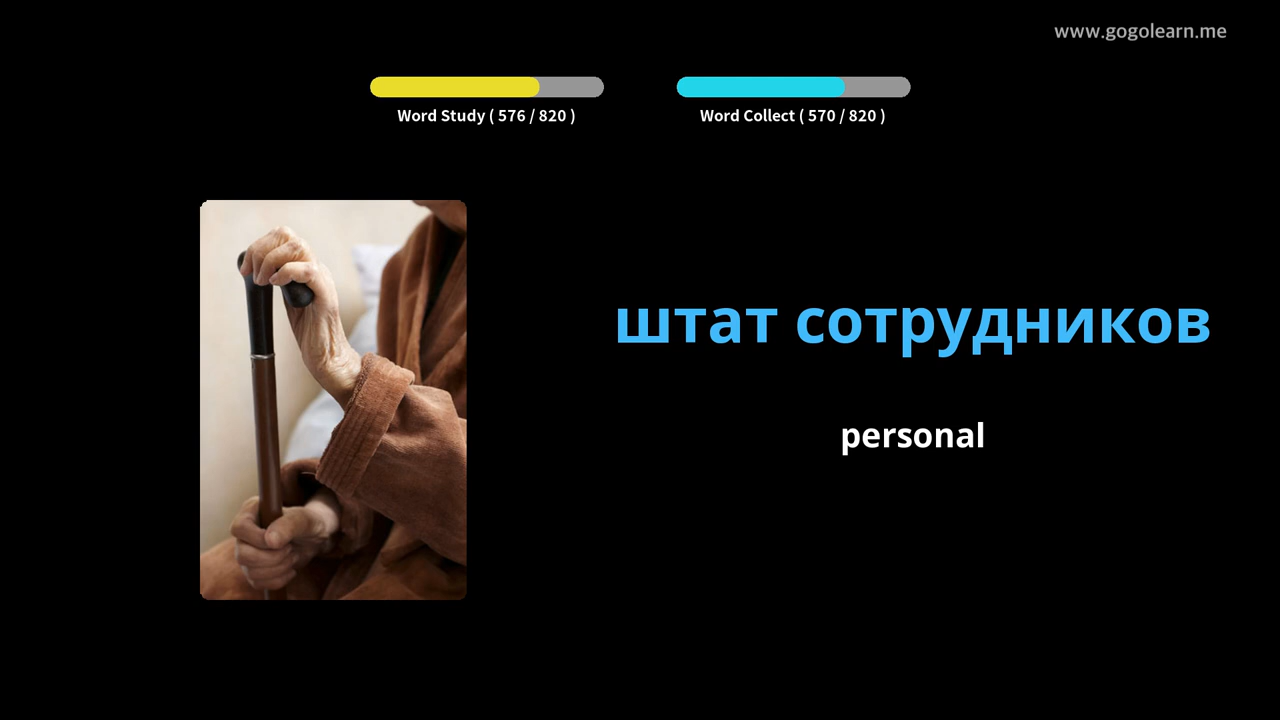 www.gogolearn.me
Word Study ( 576 / 820 )
Word Collect ( 570 / 820 )
штат сотрудников
personal